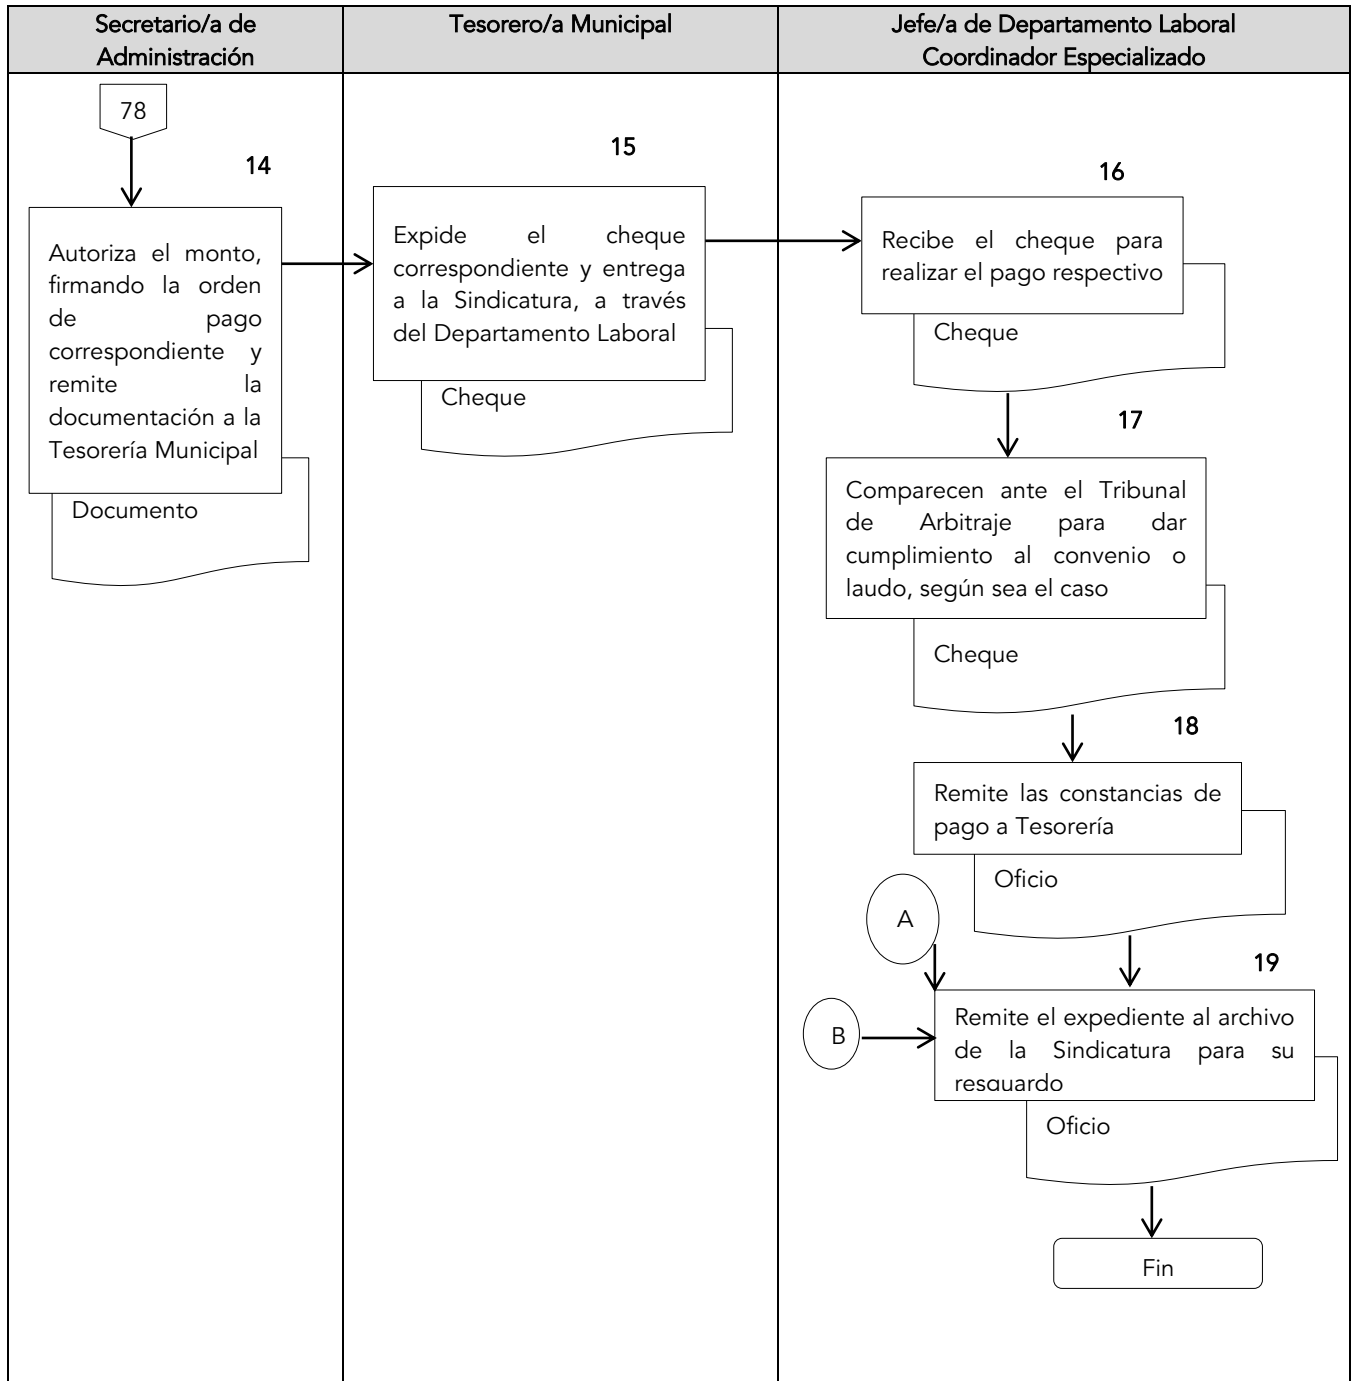 Secretario/a de
Administración
Tesorero/a Municipal
Jefe/a de Departamento Laboral
Coordinador Especializado
78
14
Autoriza el monto,
firmando la orden
de pago
correspondiente y
remite la
documentación a la
Tesorería Municipal
Documento
15
Expide el cheque
correspondiente y entrega
a la Sindicatura, a través
del Departamento Laboral
Cheque
16
Recibe el cheque para
realizar el pago respectivo
Cheque
17
Comparecen ante el Tribunal
de Arbitraje para dar
cumplimiento al convenio o
laudo, según sea el caso
Cheque
18
Remite las constancias de
pago a Tesorería
Oficio
A
19
B
Remite el expediente al archivo
de la Sindicatura para su
resguardo
Oficio
Fin